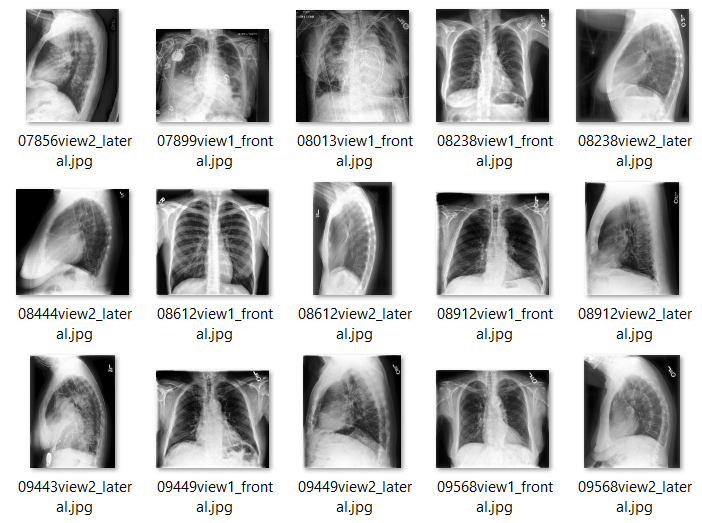 07856view2_later
al.jpg
07899view1_front
al.jpg
08013view1_front
al.jpg
08238view1_front
al.jpg
08238view2_later
al.jpg
08444view2_later
al.jpg
08612view1_front
al.jpg
08612view2_later
al.jpg
08912view1_front
al.jpg
08912view2_later
al.jpg
09443view2_later
al.jpg
09449view1_front
al.jpg
09449view2_later
al.jpg
09568view1_front
al.jpg
09568view2_later
al.jpg